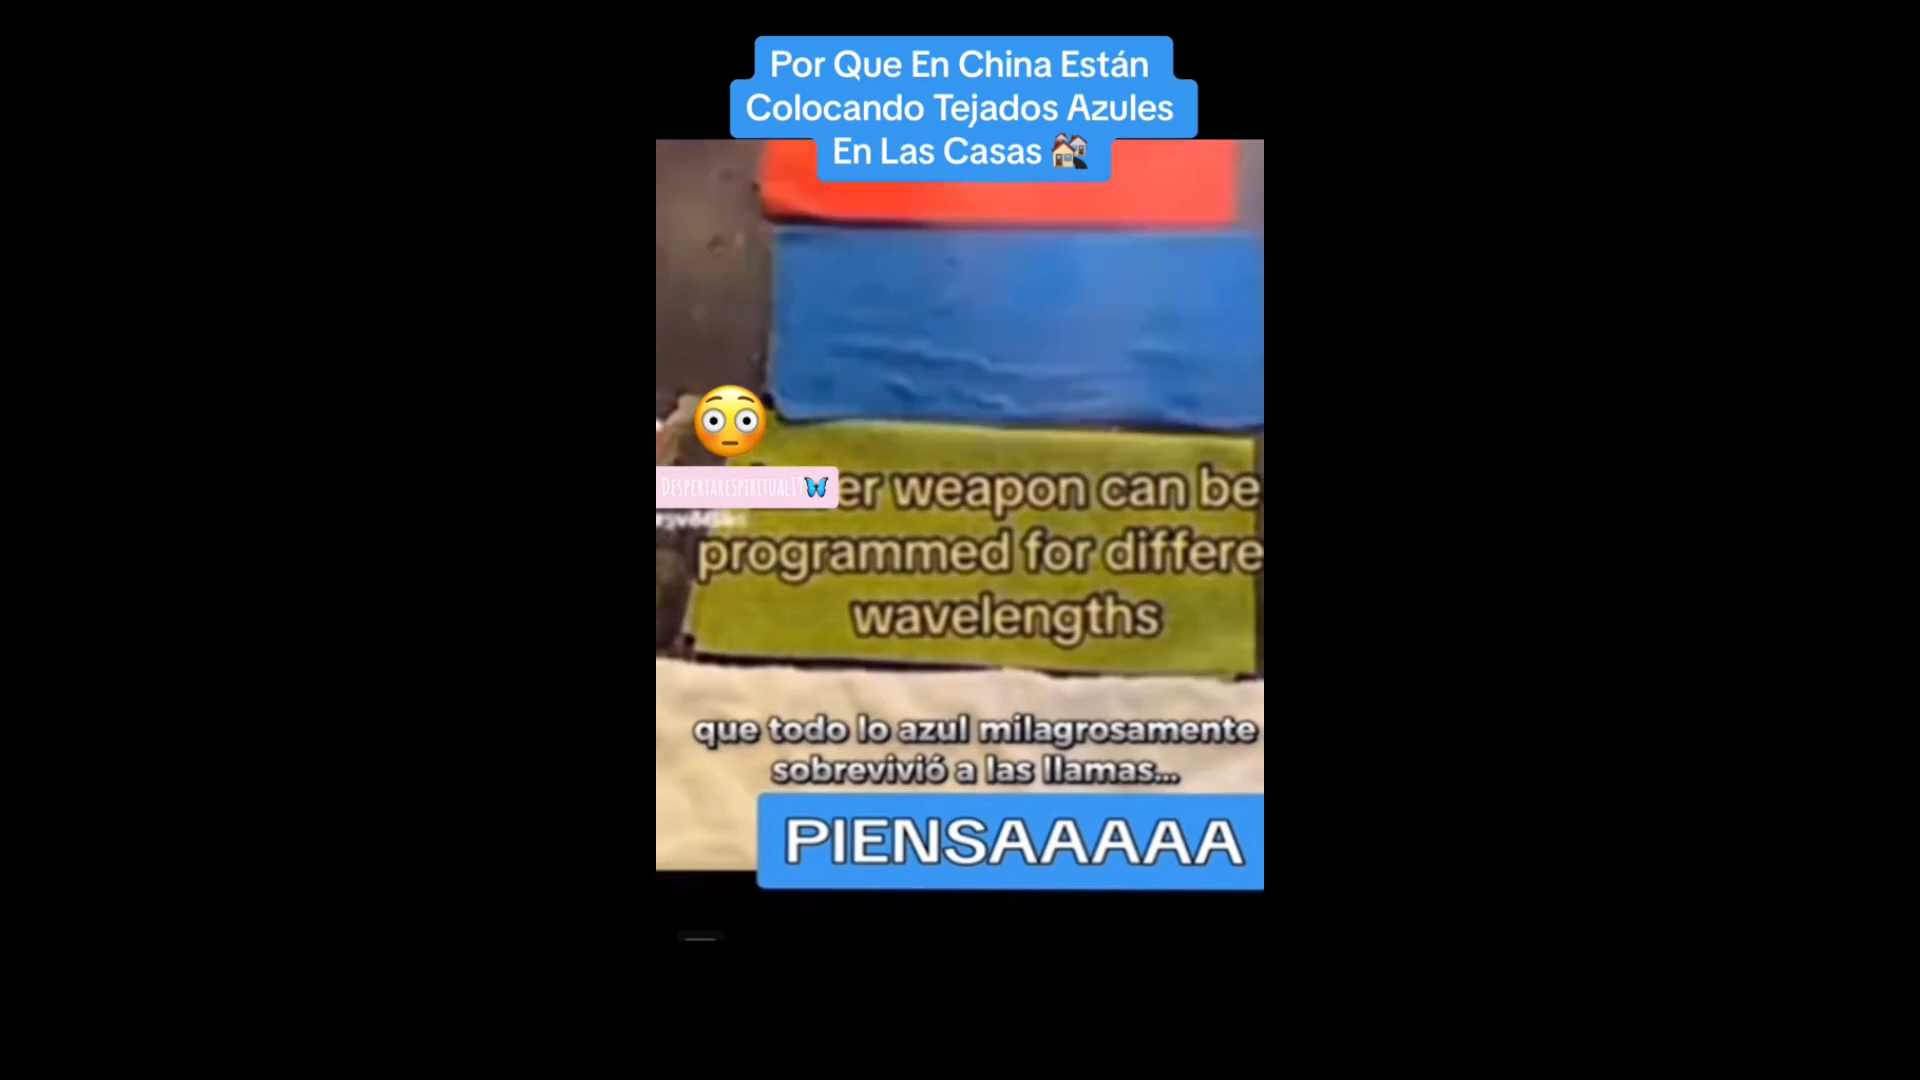 Por Que En China Están
Colocando Tejados Azules
En Las Casas
Despertarespiritual11
er weapon can be
programmed for differe
wavelengths
que todo lo azul milagrosamente
sobrevivió a las llamas...
PIENSAAAAA